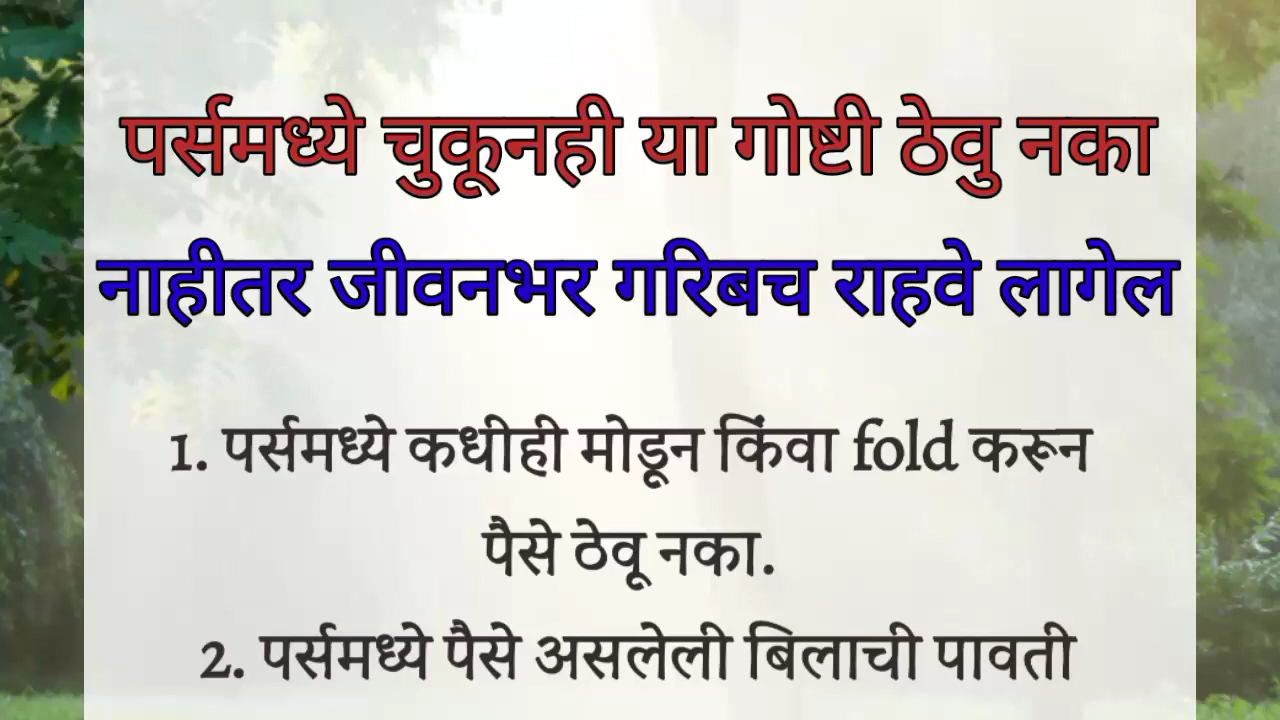 पर्समध्ये चुकूनही या गोष्टी ठेवु नका
नाहीतर जीवनभर गरिबच राहवे लागेल
1. पर्समध्ये कधीही मोडून किंवा fold करून
पैसे ठेवू नका.
2. पर्समध्ये पैसे असलेली बिलाची पावती